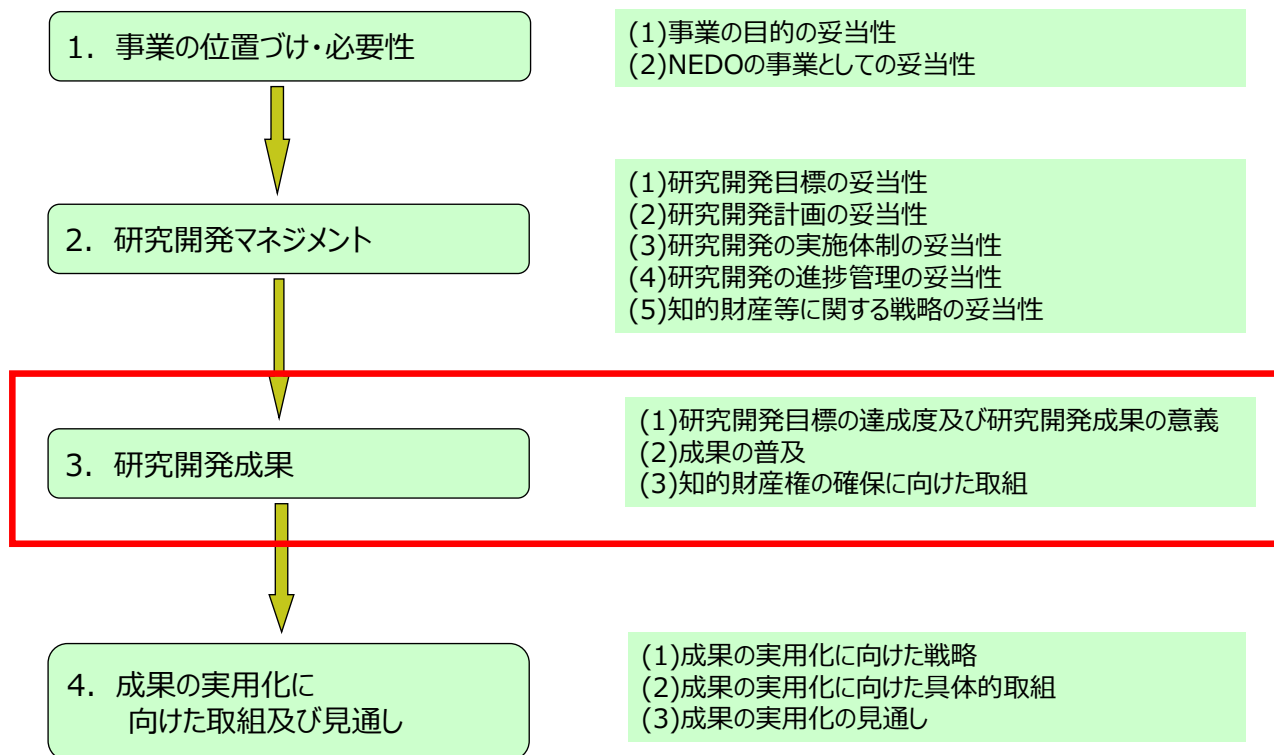 1. 事業の位置づけ・必要性
(1)事業の目的の妥当性
(2)NEDOの事業としての妥当性
2. 研究開発マネジメント
(1)研究開発目標の妥当性
(2)研究開発計画の妥当性
(3)研究開発の実施体制の妥当性
(4)研究開発の進捗管理の妥当性
(5)知的財産等に関する戦略の妥当性
3. 研究開発成果
(1)研究開発目標の達成度及び研究開発成果の意義
(2)成果の普及
(3)知的財産権の確保に向けた取組
4. 成果の実用化に
向けた取組及び見通し
(1)成果の実用化に向けた戦略
(2)成果の実用化に向けた具体的取組
(3)成果の実用化の見通し